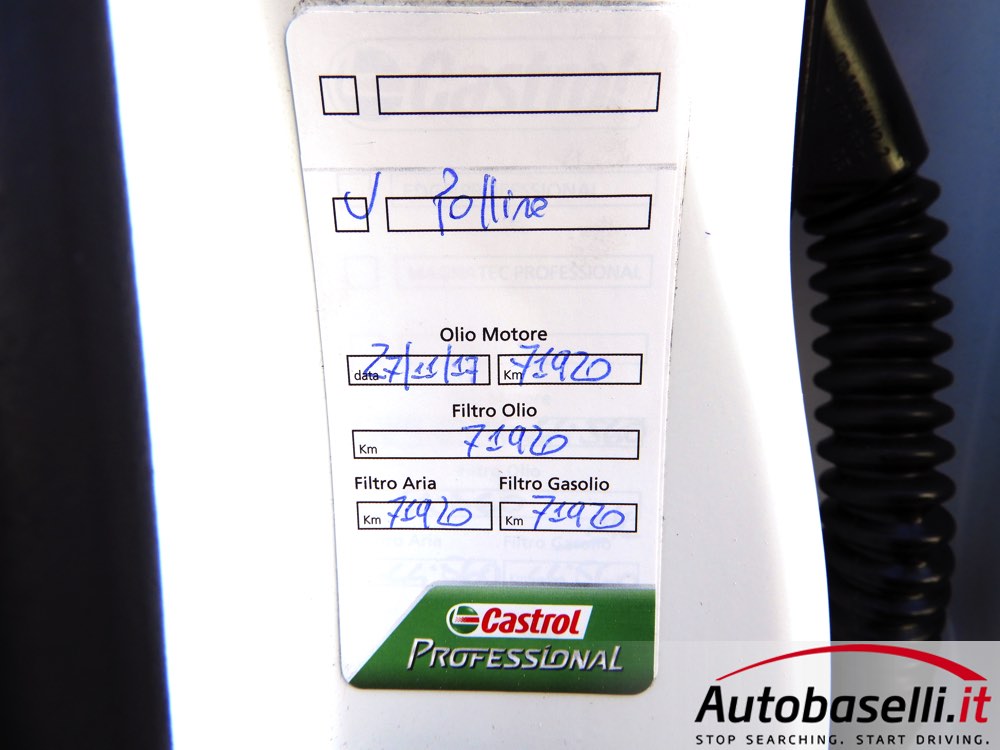 Polline
Olio Motore
data 27/11/17 Km 71920
Filtro Olio
Km 71920
Filtro Aria Filtro Gasolio
Km 71920 Km 71920
Castrol
PROFESSIONAL
Autobaselli.it
STOP SEARCHING. START DRIVING.